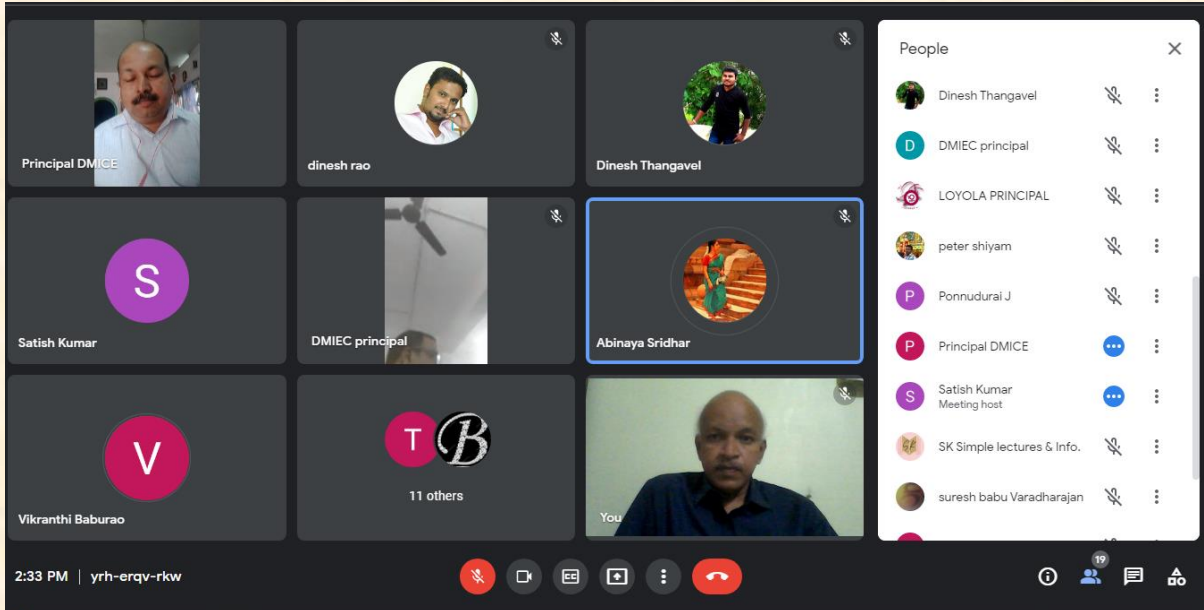 Principal DMICE
dinesh rao
Dinesh Thangavel
Satish Kumar
DMIEC principal
Abinaya Sridhar
V
Vikranthi Baburao
S
T B
11 others
You
People
Dinesh Thangavel
D DMIEC principal
LOYOLA PRINCIPAL
peter shiyam
P Ponnudurai J
P Principal DMICE
S Satish Kumar
Meeting host
SK Simple lectures & Info.
suresh babu Varadharajan
2:33 PM | yrh-erqv-rkw
CC
19